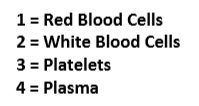 1 = Red Blood Cells
2 = White Blood Cells
3 = Platelets
4 = Plasma